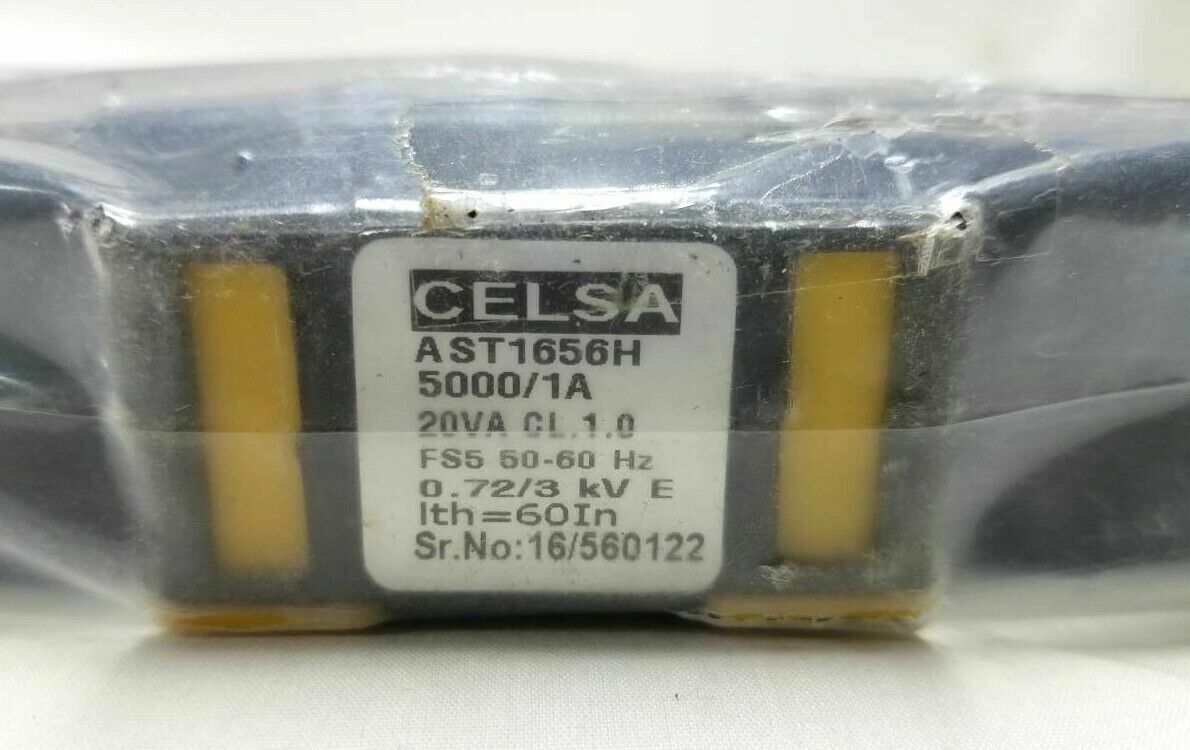 CELSA
AST1656H
5000/1A
20VA CL.1.0
FS5 50-60 Hz
0.72/3 kV E
Ith=60In
Sr.No:16/560122